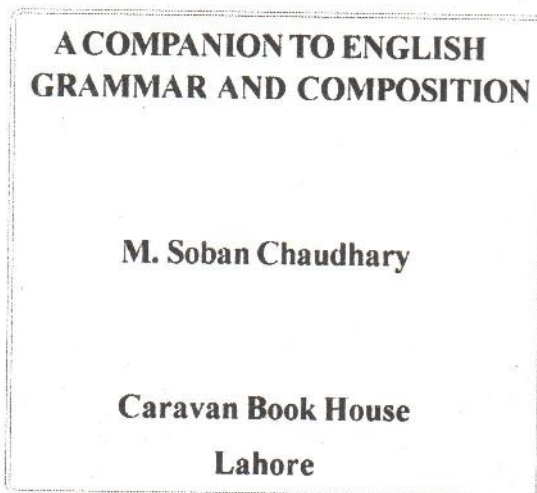 A COMPANION TO ENGLISH
GRAMMAR AND COMPOSITION
M. Soban Chaudhary
Caravan Book House
Lahore